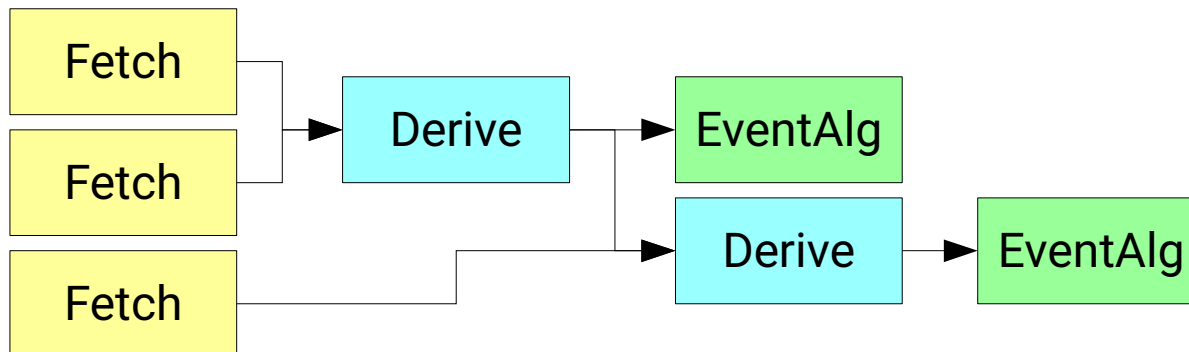 Fetch
Derive
EventAlg
Fetch
Derive
EventAlg
Fetch